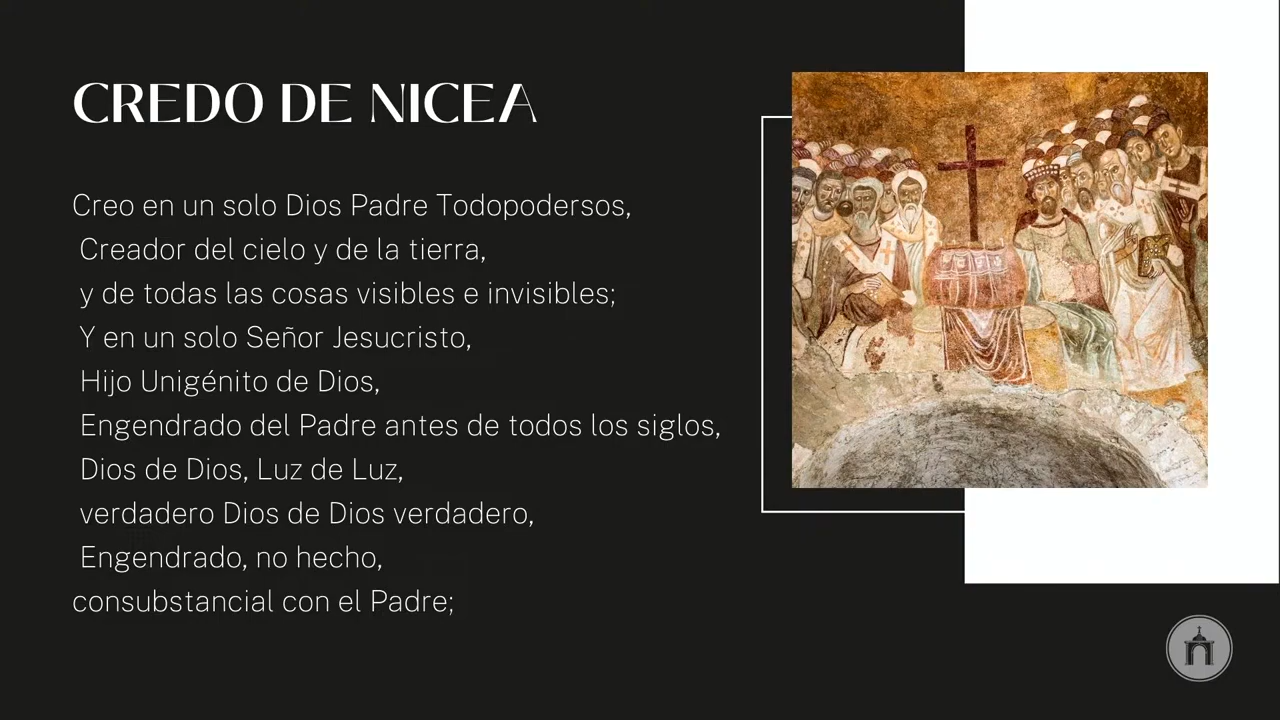 CREDO DE NICEA
Creo en un solo Dios Padre Todopodersos,
Creador del cielo y de la tierra,
y de todas las cosas visibles e invisibles;
Y en un solo Señor Jesucristo,
Hijo Unigénito de Dios,
Engendrado del Padre antes de todos los siglos,
Dios de Dios, Luz de Luz,
verdadero Dios de Dios verdadero,
Engendrado, no hecho,
consubstancial con el Padre;